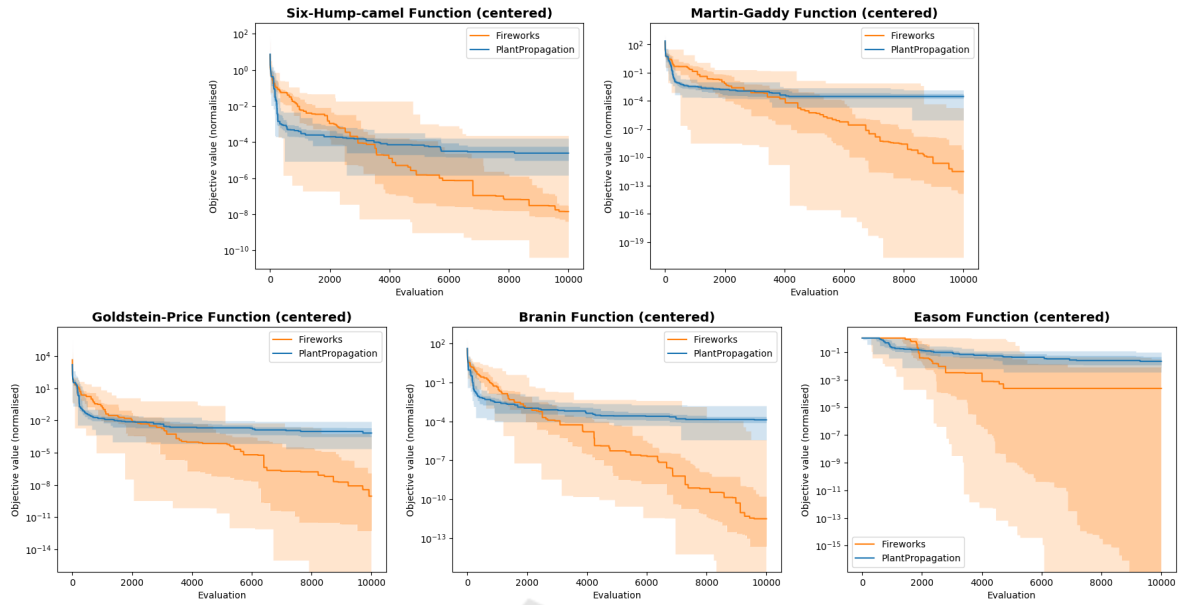 Six-Hump-camel Function (centered)
Objective value (normalised)
10^2
10^0
10^-2
10^-4
10^-6
10^-8
10^-10
Fireworks
PlantPropagation
0 2000 4000 6000 8000 10000
Evaluation
Martin-Gaddy Function (centered)
Objective value (normalised)
10^2
10^-1
10^-4
10^-7
10^-10
10^-13
10^-16
10^-19
Fireworks
PlantPropagation
0 2000 4000 6000 8000 10000
Evaluation
Goldstein-Price Function (centered)
Objective value (normalised)
10^4
10^1
10^-2
10^-5
10^-8
10^-11
10^-14
Fireworks
PlantPropagation
0 2000 4000 6000 8000 10000
Evaluation
Branin Function (centered)
Objective value (normalised)
10^2
10^-1
10^-4
10^-7
10^-10
10^-13
Fireworks
PlantPropagation
0 2000 4000 6000 8000 10000
Evaluation
Easom Function (centered)
Objective value (normalised)
10^-1
10^-3
10^-5
10^-7
10^-9
10^-11
10^-13
10^-15
Fireworks
PlantPropagation
0 2000 4000 6000 8000 10000
Evaluation